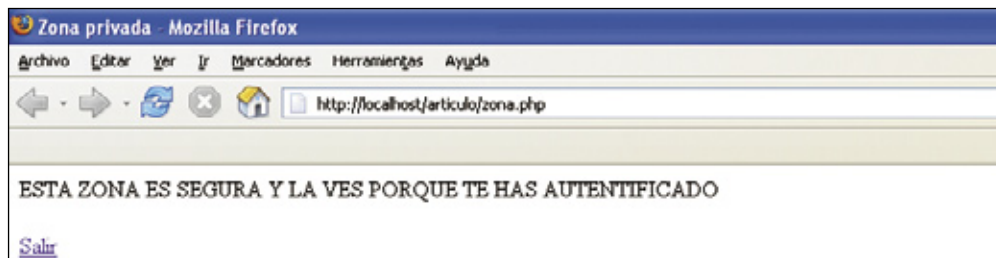 Zona privada - Mozilla Firefox
Archivo Editar Ver Ir Marcadores Herramientas Ayuda
http://localhost/articulo/zona.php
ESTA ZONA ES SEGURA Y LA VES PORQUE TE HAS AUTENTIFICADO
Salir